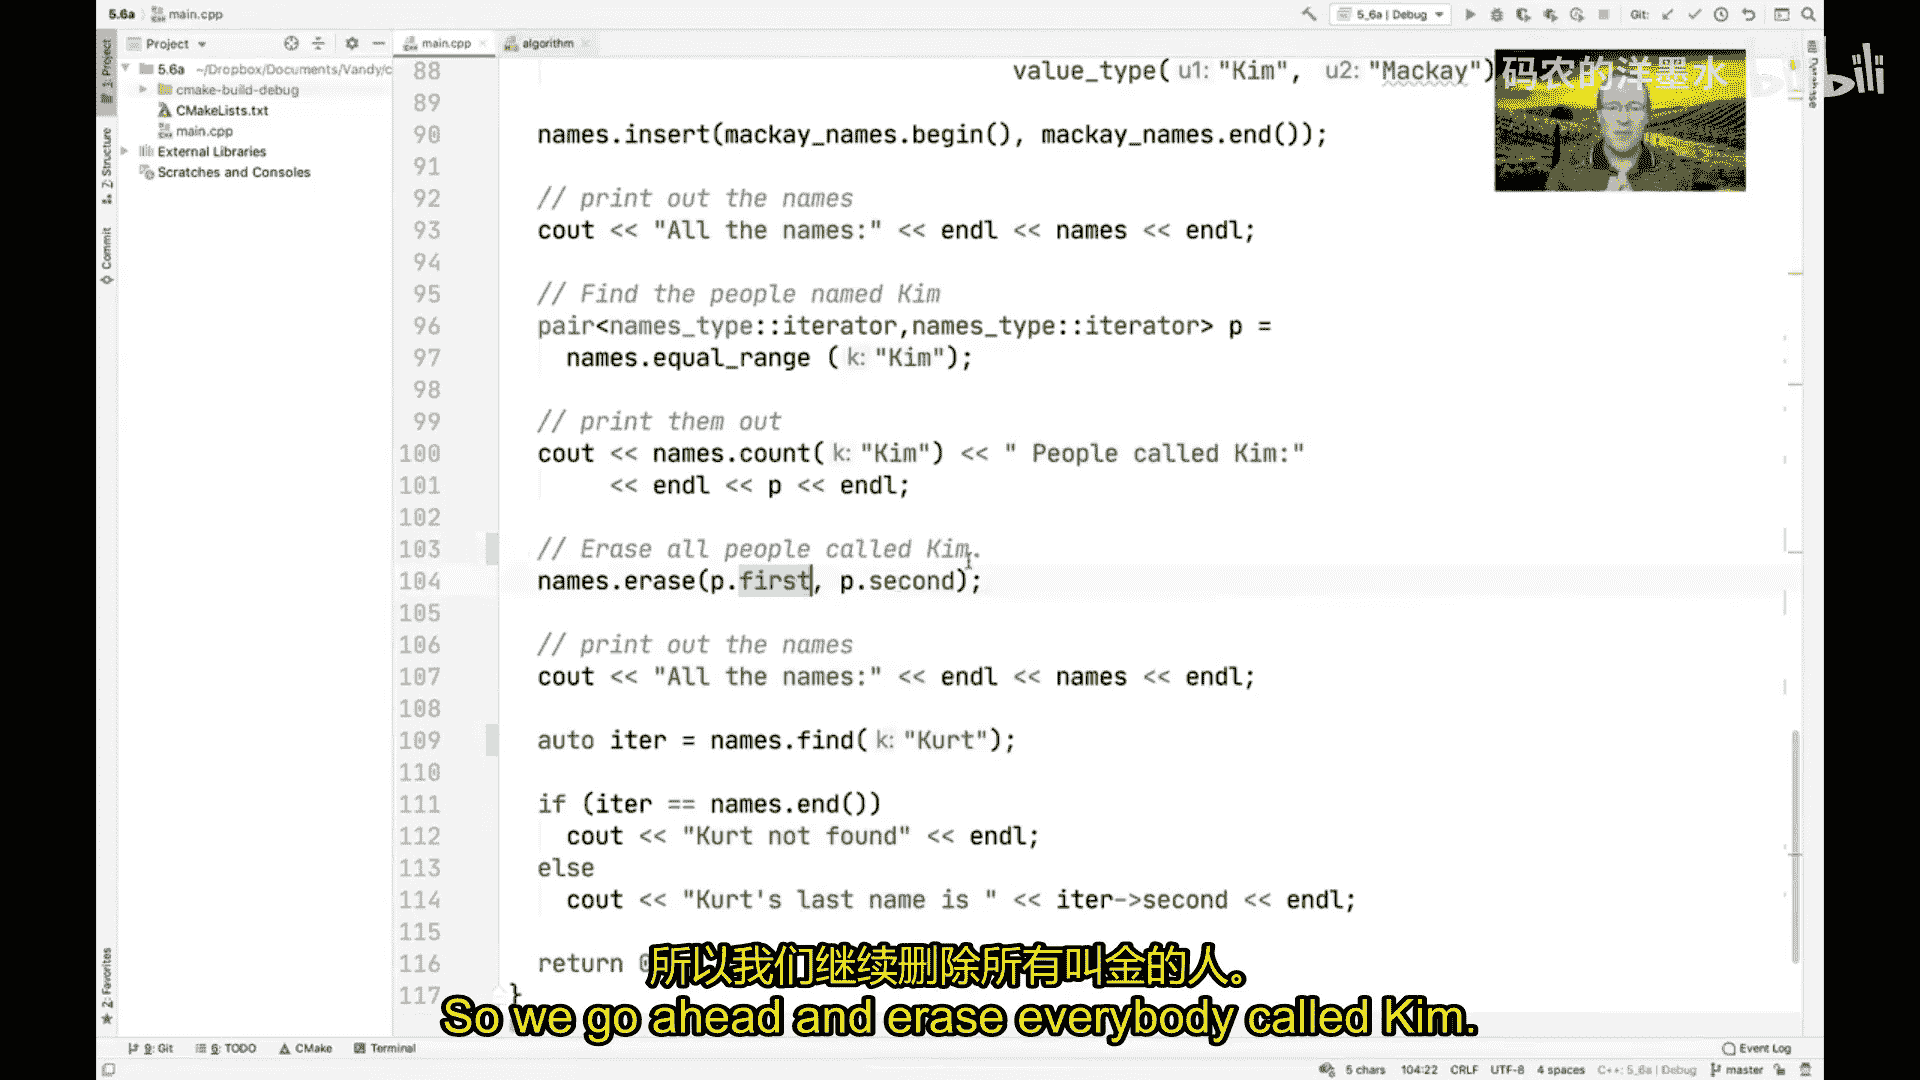 5.6a
main.cpp
5_6a | Debug
Git:
1: Project
Project
main.cpp
algorithm
5.6a ~/Dropbox/Documents/Vandy/c
cmake-build-debug
CMakeLists.txt
main.cpp
External Libraries
Scratches and Consoles
Z: Structure
Commit
2: Favorites
Database
码农的洋墨水
bilibili
88 value_type( u1: "Kim", u2: "Mackay")
89
90 names.insert(mackay_names.begin(), mackay_names.end());
91
92 // print out the names
93 cout << "All the names:" << endl << names << endl;
94
95 // Find the people named Kim
96 pair<names_type::iterator,names_type::iterator> p =
97 names.equal_range ( k: "Kim");
98
99 // print them out
100 cout << names.count( k: "Kim") << " People called Kim:"
101 << endl << p << endl;
102
103 // Erase all people called Kim.
104 names.erase(p.first, p.second);
105
106 // print out the names
107 cout << "All the names:" << endl << names << endl;
108
109 auto iter = names.find( k: "Kurt");
110
111 if (iter == names.end())
112 cout << "Kurt not found" << endl;
113 else
114 cout << "Kurt's last name is " << iter->second << endl;
115
116 return
117 }
所以我们继续删除所有叫金的人。
So we go ahead and erase everybody called Kim.
9: Git
6: TODO
CMake
Terminal
Event Log
5 chars 104:22 CRLF UTF-8 4 spaces C++: 5_6a | Debug master